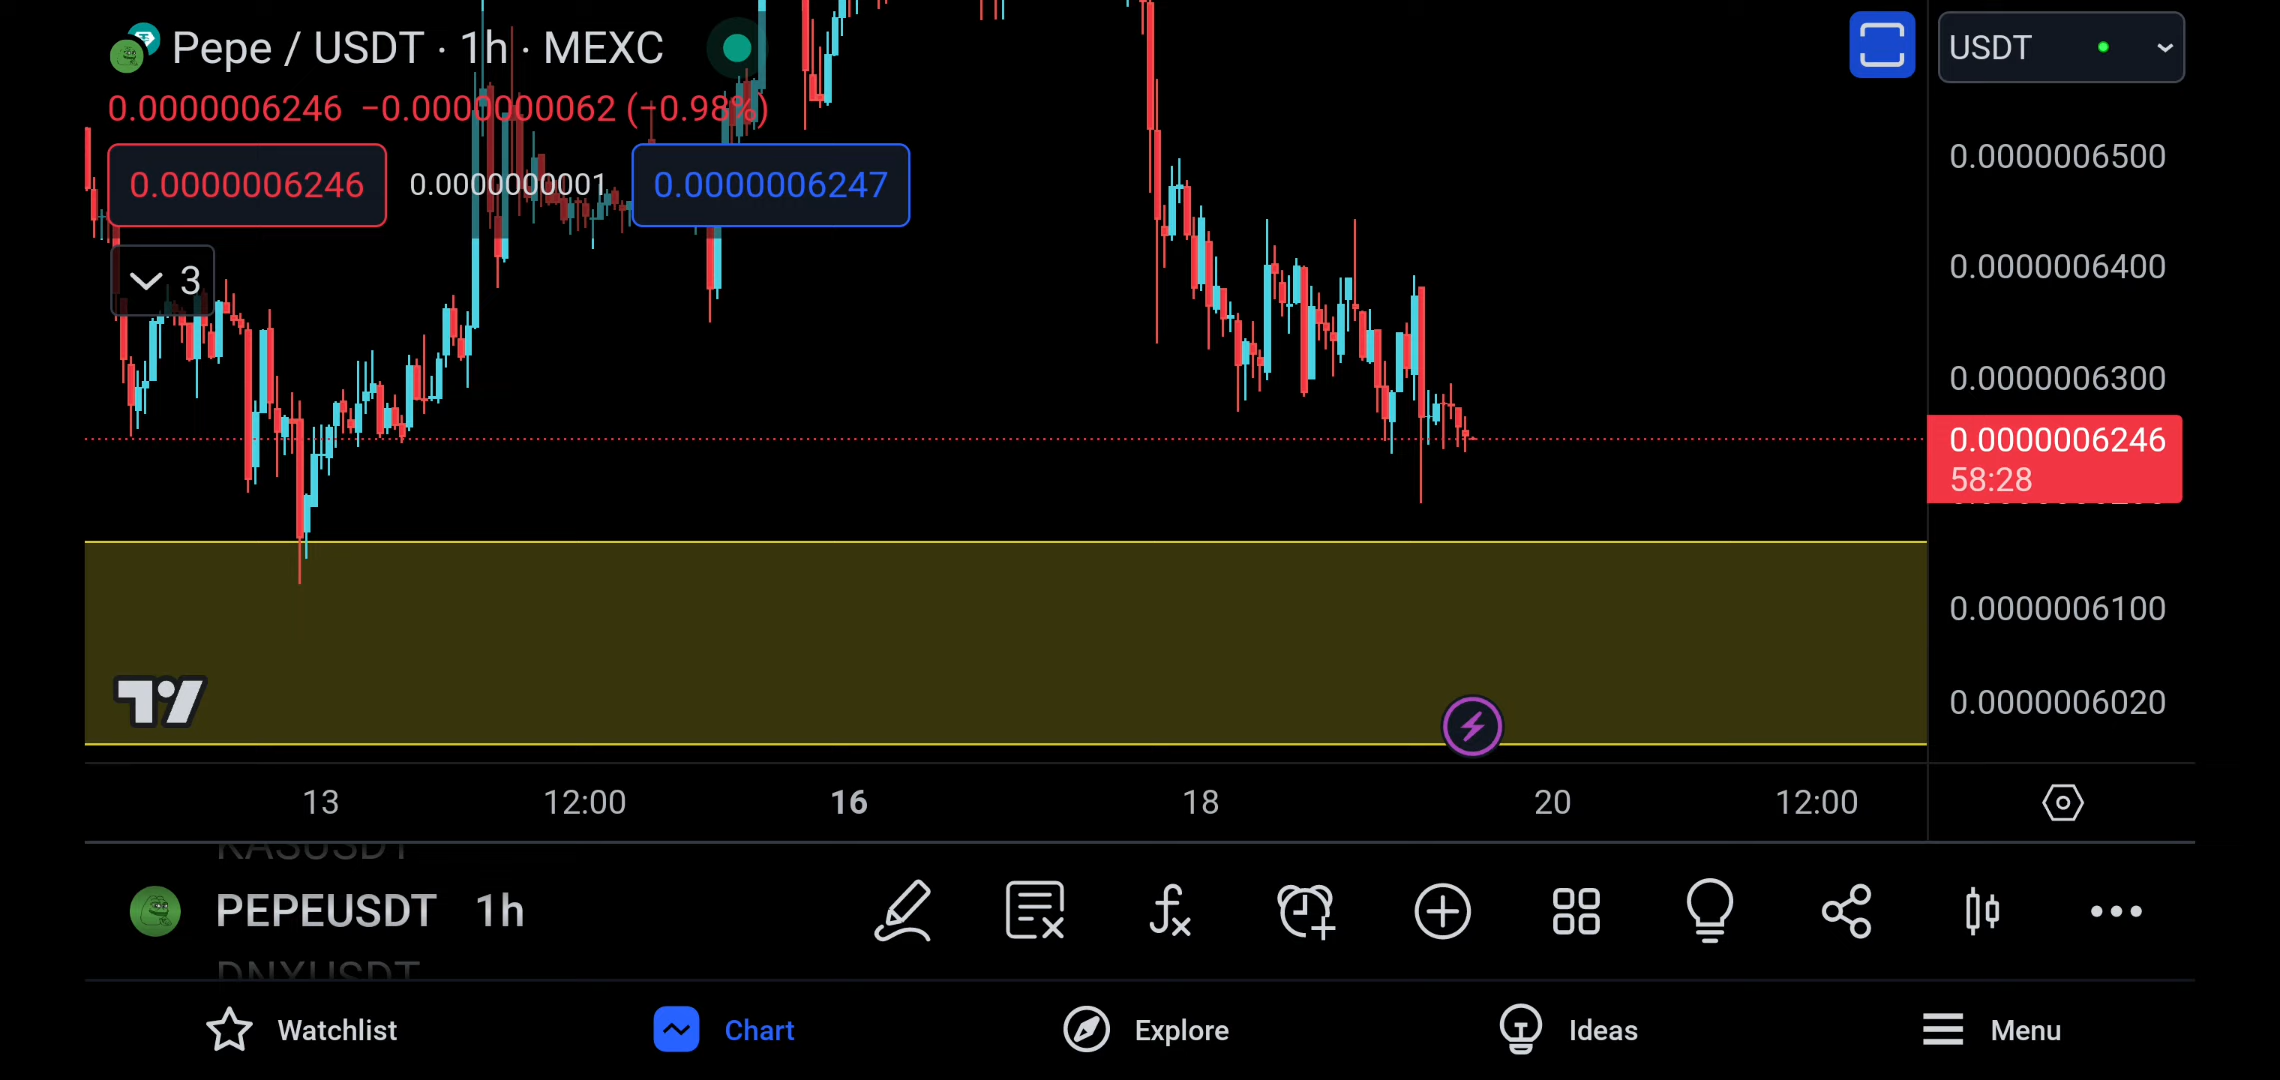 Pepe / USDT · 1h · MEXC
USDT
0.0000006246 −0.0000000062 (−0.98%)
0.0000006246
0.0000000001
0.0000006247
3
0.0000006500
0.0000006400
0.0000006300
0.0000006246
58:28
0.0000006100
0.0000006020
13 12:00 16 18 20 12:00
KASUSDT
PEPEUSDT 1h
DNXUSDT
Watchlist Chart Explore Ideas Menu